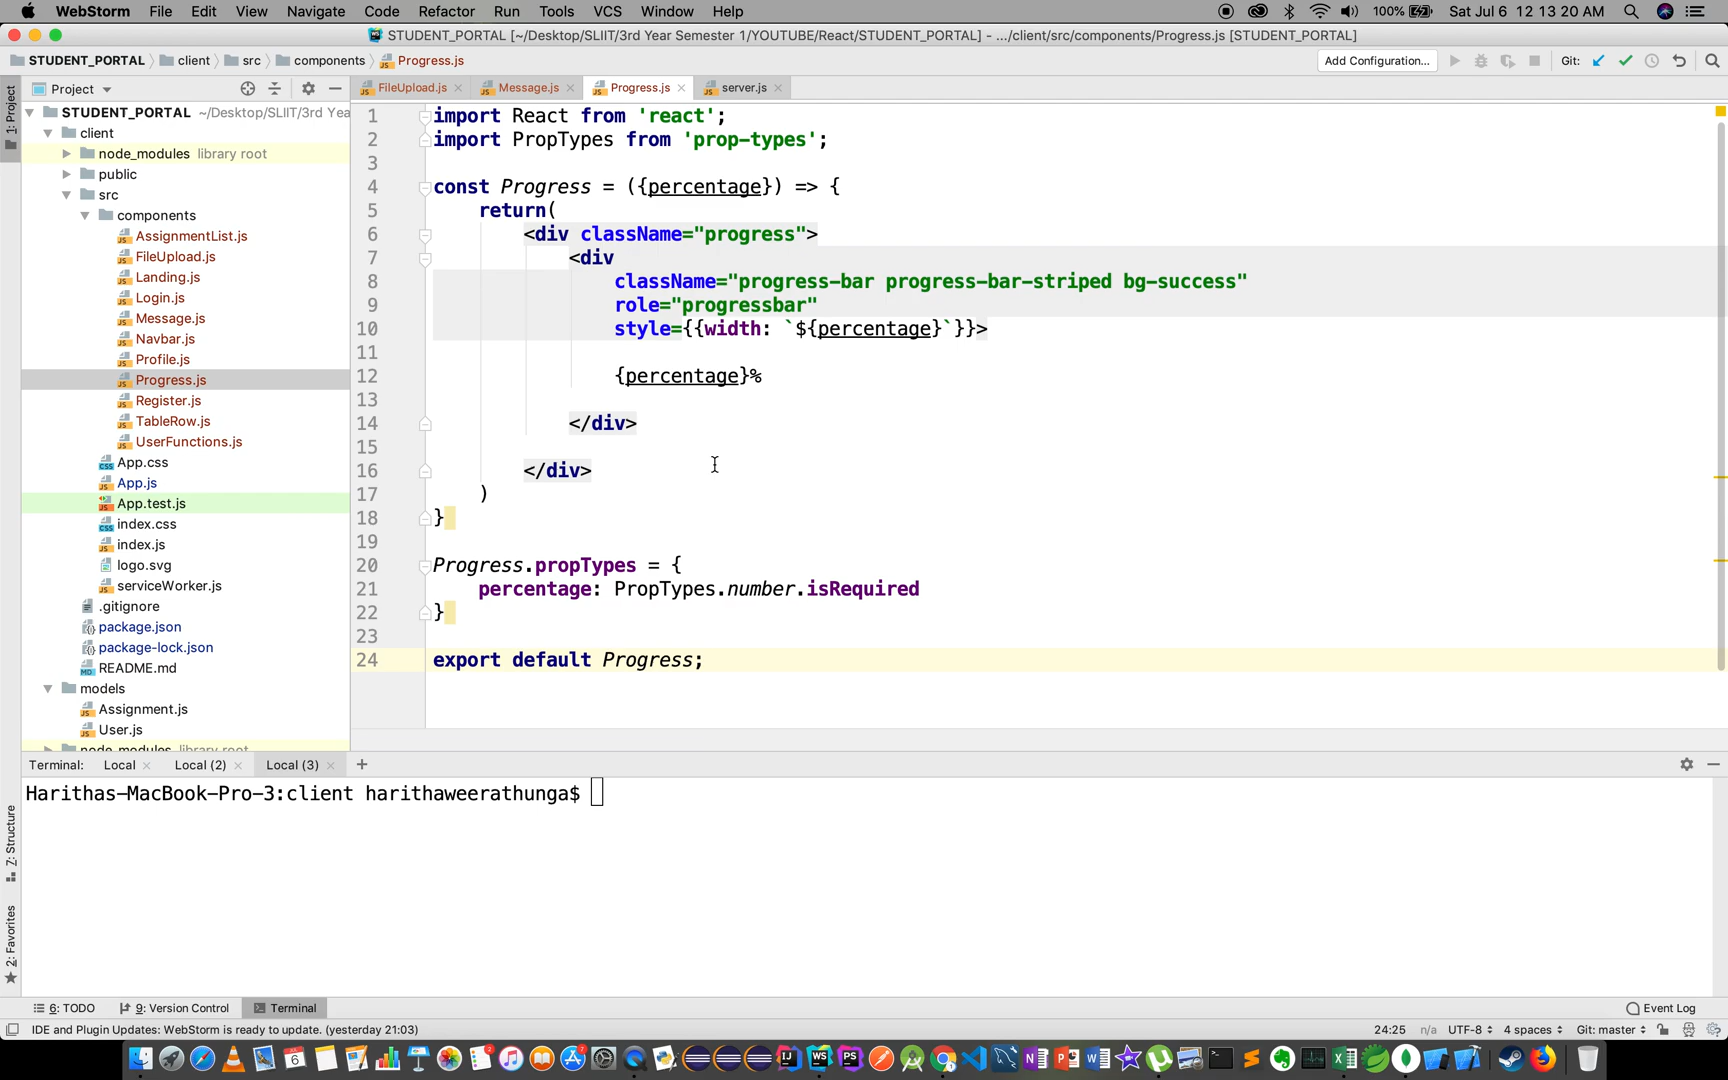 WebStorm File Edit View Navigate Code Refactor Run Tools VCS Window Help 100% Sat Jul 6 12 13 20 AM
STUDENT_PORTAL [~/Desktop/SLIIT/3rd Year Semester 1/YOUTUBE/React/STUDENT_PORTAL] - .../client/src/components/Progress.js [STUDENT_PORTAL]
STUDENT_PORTAL client src components Progress.js Add Configuration... Git:
Project FileUpload.js Message.js Progress.js server.js
1: Project
STUDENT_PORTAL ~/Desktop/SLIIT/3rd Yea
client
node_modules library root
public
src
components
AssignmentList.js
FileUpload.js
Landing.js
Login.js
Message.js
Navbar.js
Profile.js
Progress.js
Register.js
TableRow.js
UserFunctions.js
App.css
App.js
App.test.js
index.css
index.js
logo.svg
serviceWorker.js
.gitignore
package.json
package-lock.json
README.md
models
Assignment.js
User.js
node_modules library root
1 import React from 'react';
2 import PropTypes from 'prop-types';
3
4 const Progress = ({percentage}) => {
5 return(
6 <div className="progress">
7 <div
8 className="progress-bar progress-bar-striped bg-success"
9 role="progressbar"
10 style={{width: `${percentage}`}}>
11
12 {percentage}%
13
14 </div>
15
16 </div>
17 )
18 }
19
20 Progress.propTypes = {
21 percentage: PropTypes.number.isRequired
22 }
23
24 export default Progress;
Terminal: Local Local (2) Local (3) +
Harithas-MacBook-Pro-3:client harithaweerathunga$
Z: Structure
2: Favorites
6: TODO 9: Version Control Terminal Event Log
IDE and Plugin Updates: WebStorm is ready to update. (yesterday 21:03) 24:25 n/a UTF-8 4 spaces Git: master